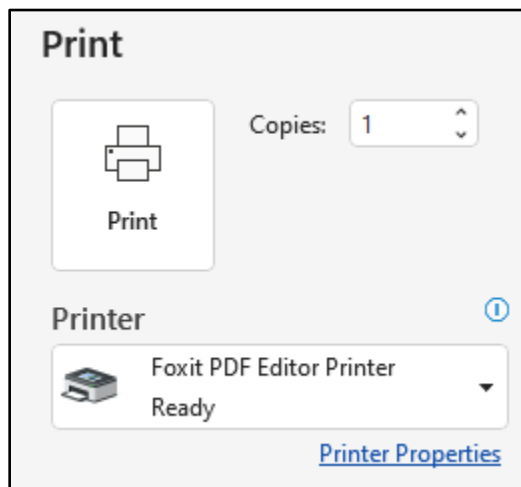 Print
Copies: 1
Print
Printer
Foxit PDF Editor Printer
Ready
Printer Properties